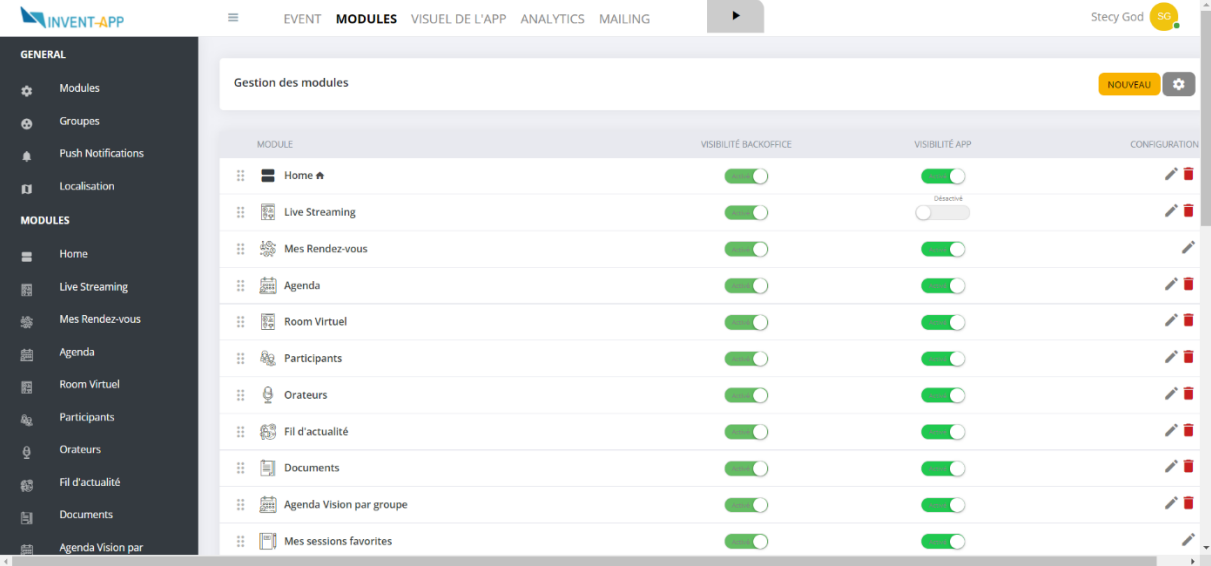 INVENT-APP
EVENT MODULES VISUEL DE L'APP ANALYTICS MAILING
Stecy God SG
GENERAL
Modules
Groupes
Push Notifications
Localisation
MODULES
Home
Live Streaming
Mes Rendez-vous
Agenda
Room Virtuel
Participants
Orateurs
Fil d'actualité
Documents
Agenda Vision par
Gestion des modules
NOUVEAU
MODULE VISIBILITÉ BACKOFFICE VISIBILITÉ APP CONFIGURATION
Home
Live Streaming Désactivé
Mes Rendez-vous
Agenda
Room Virtuel
Participants
Orateurs
Fil d'actualité
Documents
Agenda Vision par groupe
Mes sessions favorites